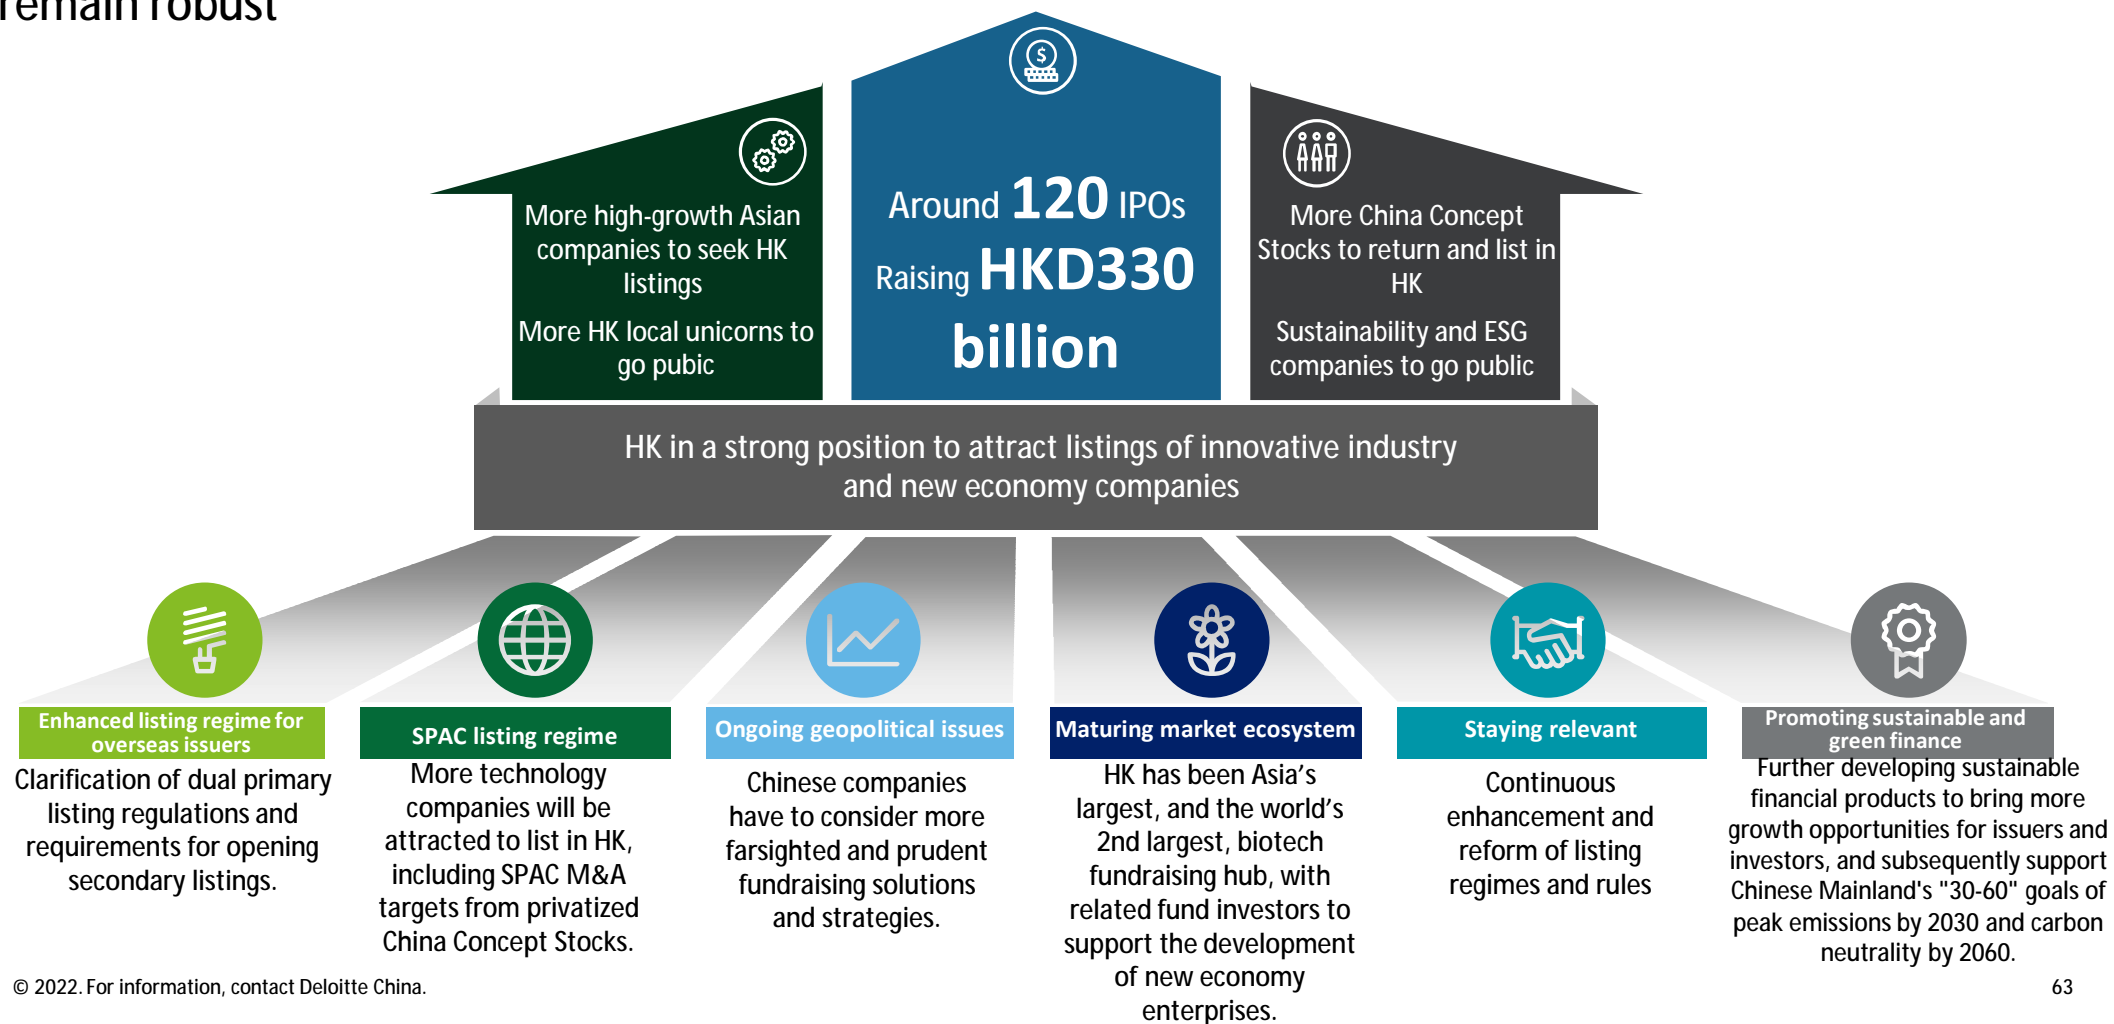 remain robust
$
More high-growth Asian
companies to seek HK
listings
More HK local unicorns to
go pubic
Around 120 IPOs
Raising HKD330
billion
More China Concept
Stocks to return and list in
HK
Sustainability and ESG
companies to go public
HK in a strong position to attract listings of innovative industry
and new economy companies
Enhanced listing regime for
overseas issuers
Clarification of dual primary
listing regulations and
requirements for opening
secondary listings.
SPAC listing regime
More technology
companies will be
attracted to list in HK,
including SPAC M&A
targets from privatized
China Concept Stocks.
Ongoing geopolitical issues
Chinese companies
have to consider more
farsighted and prudent
fundraising solutions
and strategies.
Maturing market ecosystem
HK has been Asia's
largest, and the world's
2nd largest, biotech
fundraising hub, with
related fund investors to
support the development
of new economy
enterprises.
Staying relevant
Continuous
enhancement and
reform of listing
regimes and rules
Promoting sustainable and
green finance
Further developing sustainable
financial products to bring more
growth opportunities for issuers and
investors, and subsequently support
Chinese Mainland's "30-60" goals of
peak emissions by 2030 and carbon
neutrality by 2060.
© 2022. For information, contact Deloitte China.
63